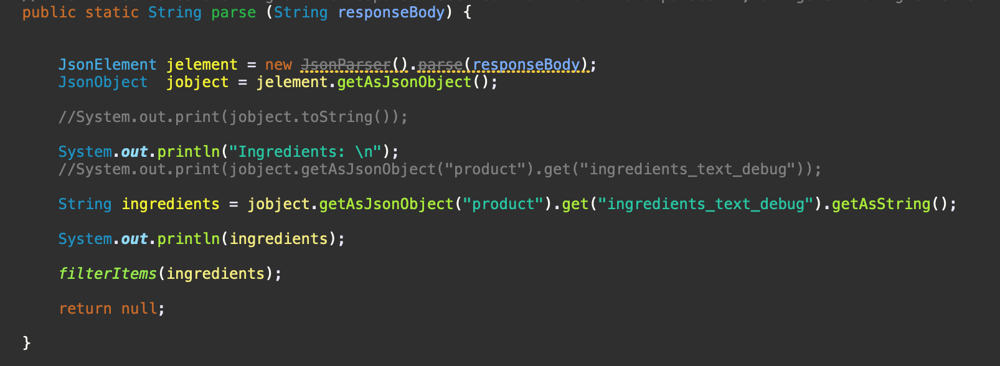 public static String parse (String responseBody) {
JsonElement jelement = new JsonParser().parse(responseBody);
JsonObject  jobject = jelement.getAsJsonObject();
//System.out.print(jobject.toString());
System.out.println("Ingredients: \n");
//System.out.print(jobject.getAsJsonObject("product").get("ingredients_text_debug"));
String ingredients = jobject.getAsJsonObject("product").get("ingredients_text_debug").getAsString();
System.out.println(ingredients);
filterItems(ingredients);
return null;
}